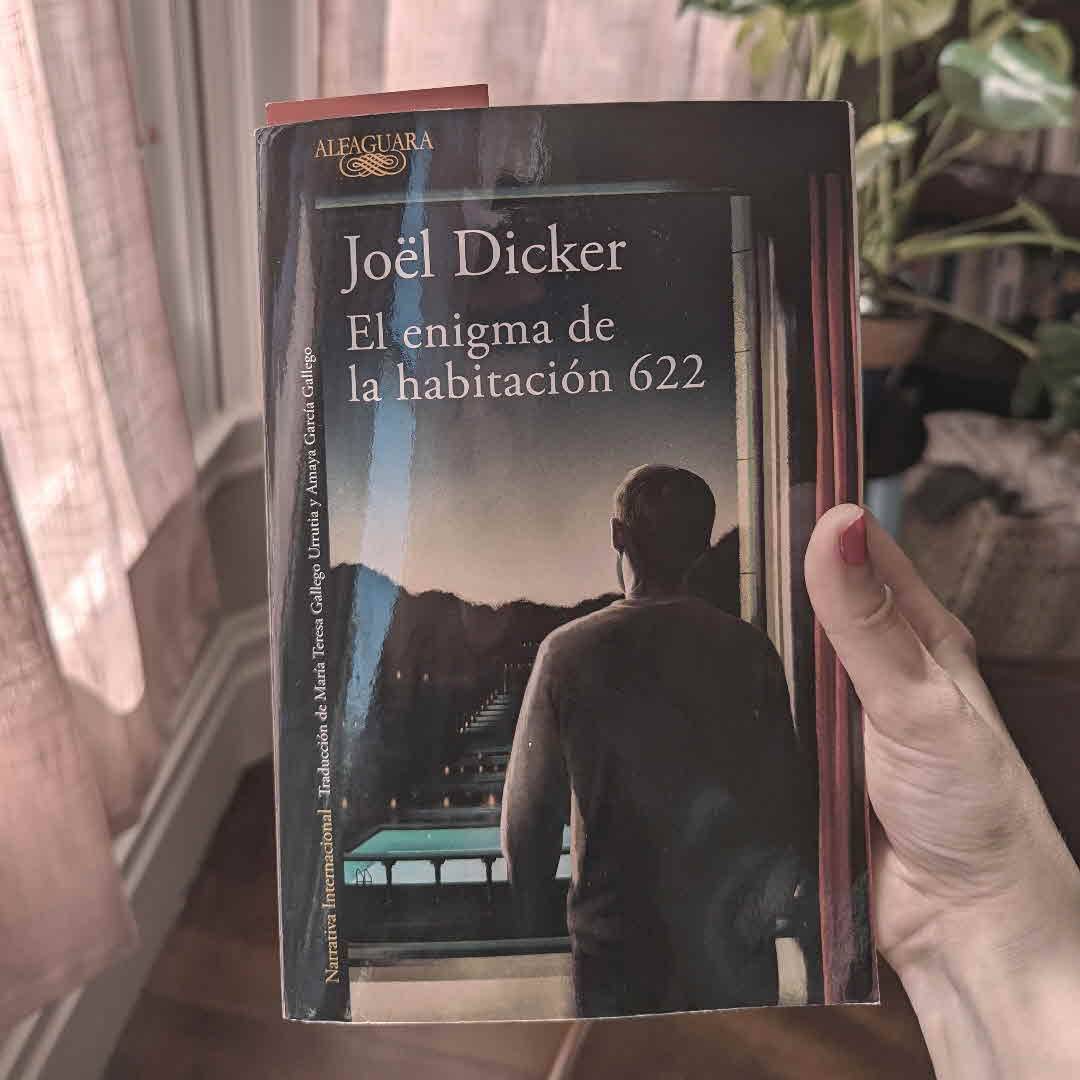 ALFAGUARA
Joël Dicker
El enigma de
la habitación 622
Narrativa Internacional Traducción de María Teresa Gallego Urrutia y Amaya García Gallego